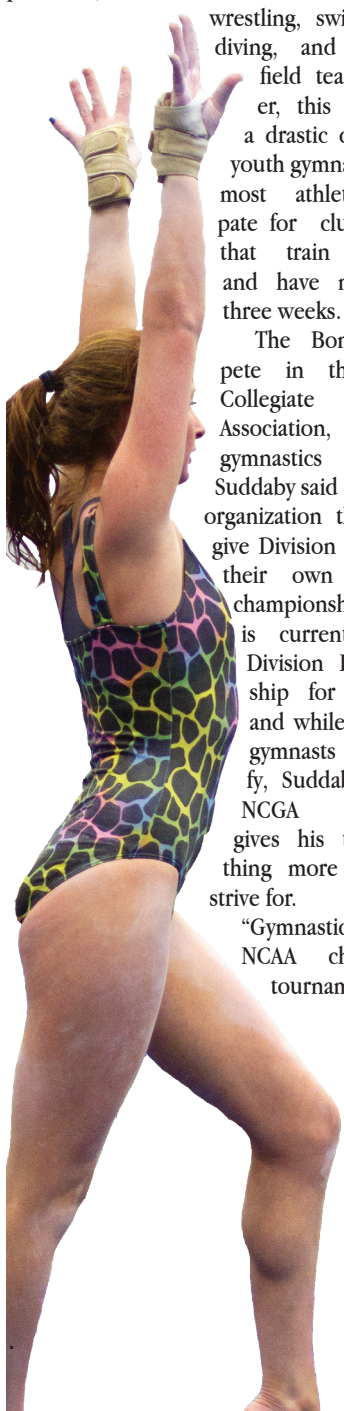 wrestling, swi
diving, and
field tea
er, this
a drastic
youth gymna
most athlet
pate for clu
that train
and have
three weeks.
The Bom
pete in th
Collegiate
Association,
gymnastics
Suddaby said
organization th
give Division
their own
championsh
is curren
Division
ship for
and while
gymnasts
fy, Suddab
NCGA
gives his
thing more
strive for.
“Gymnastic
NCAA ch
tournam